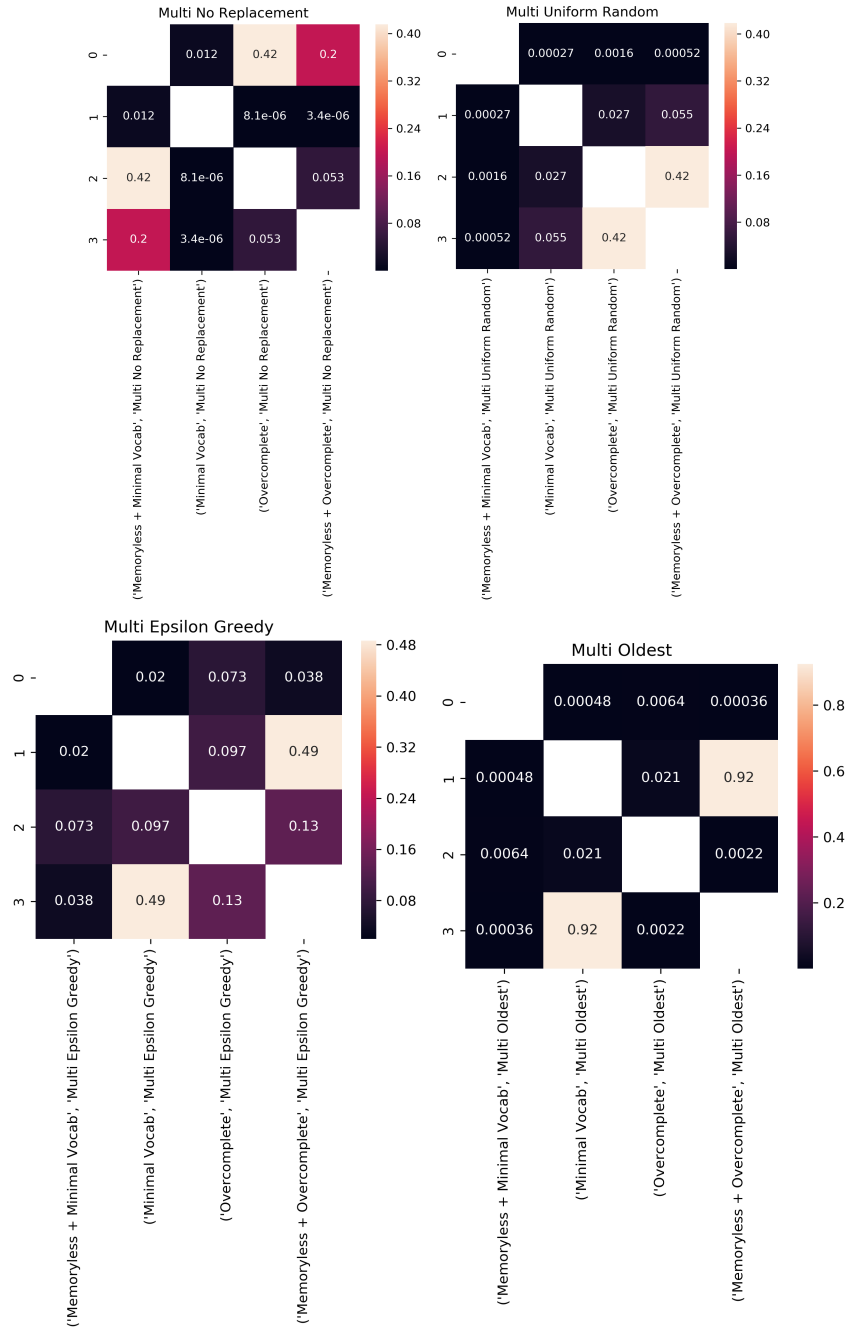 Multi No Replacement
0 0.012 0.42 0.2
1 0.012 8.1e-06 3.4e-06
2 0.42 8.1e-06 0.053
3 0.2 3.4e-06 0.053
0.40
0.32
0.24
0.16
0.08
('Memoryless + Minimal Vocab', 'Multi No Replacement')
('Minimal Vocab', 'Multi No Replacement')
('Overcomplete', 'Multi No Replacement')
('Memoryless + Overcomplete', 'Multi No Replacement')
Multi Uniform Random
0 0.00027 0.0016 0.00052
1 0.00027 0.027 0.055
2 0.0016 0.027 0.42
3 0.00052 0.055 0.42
0.40
0.32
0.24
0.16
0.08
('Memoryless + Minimal Vocab', 'Multi Uniform Random')
('Minimal Vocab', 'Multi Uniform Random')
('Overcomplete', 'Multi Uniform Random')
('Memoryless + Overcomplete', 'Multi Uniform Random')
Multi Epsilon Greedy
0 0.02 0.073 0.038
1 0.02 0.097 0.49
2 0.073 0.097 0.13
3 0.038 0.49 0.13
0.48
0.40
0.32
0.24
0.16
0.08
('Memoryless + Minimal Vocab', 'Multi Epsilon Greedy')
('Minimal Vocab', 'Multi Epsilon Greedy')
('Overcomplete', 'Multi Epsilon Greedy')
('Memoryless + Overcomplete', 'Multi Epsilon Greedy')
Multi Oldest
0 0.00048 0.0064 0.00036
1 0.00048 0.021 0.92
2 0.0064 0.021 0.0022
3 0.00036 0.92 0.0022
0.8
0.6
0.4
0.2
('Memoryless + Minimal Vocab', 'Multi Oldest')
('Minimal Vocab', 'Multi Oldest')
('Overcomplete', 'Multi Oldest')
('Memoryless + Overcomplete', 'Multi Oldest')